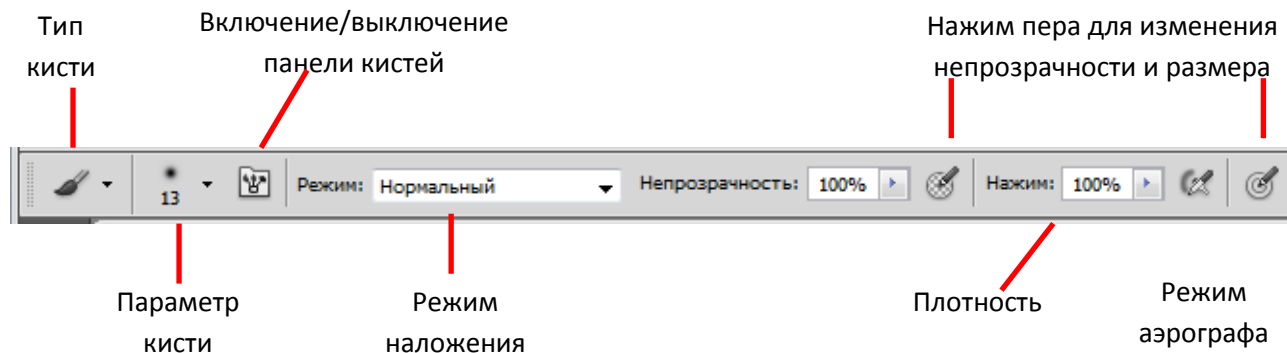 Тип
кисти
Включение/выключение
панели кистей
Нажим пера для изменения
непрозрачности и размера
13
Режим: Нормальный Непрозрачность: 100% Нажим: 100%
Параметр
кисти
Режим
наложения
Плотность
Режим
аэрографа